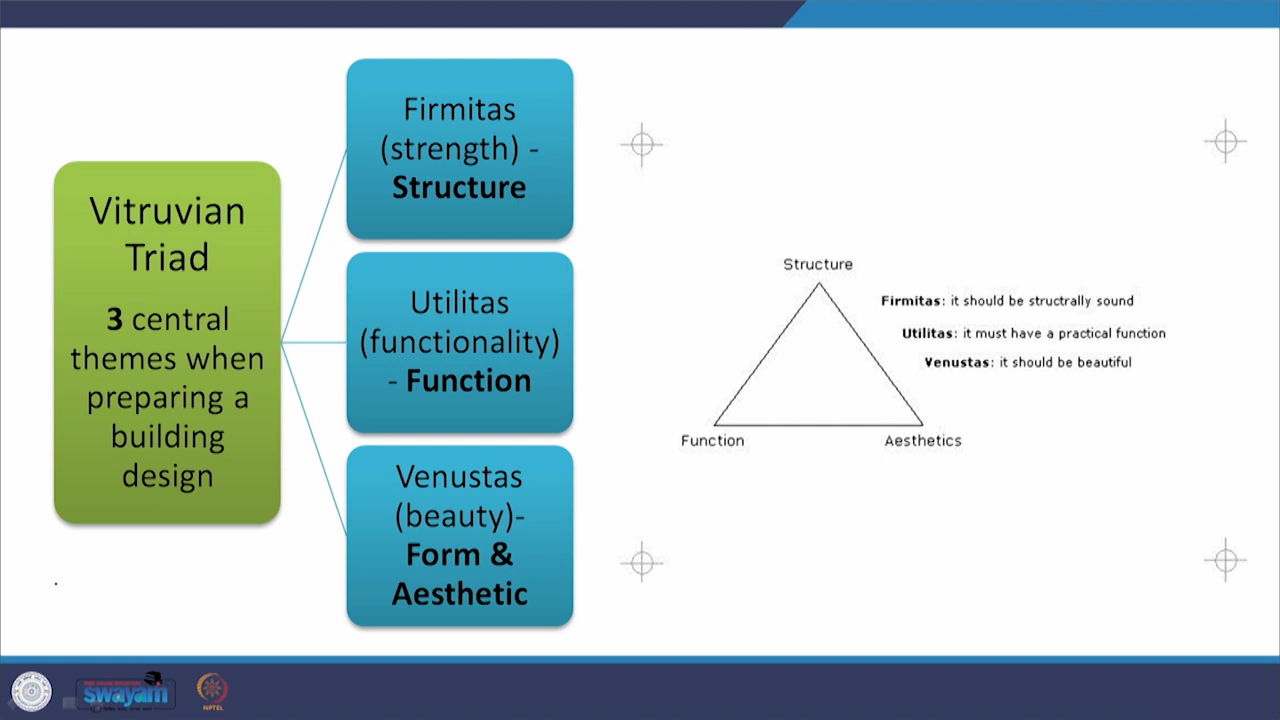 Vitruvian
Triad
3 central
themes when
preparing a
building
design
Firmitas
(strength) -
Structure
Utilitas
(functionality)
- Function
Venustas
(beauty)-
Form &
Aesthetic
.
Structure
Firmitas: it should be structrally sound
Utilitas: it must have a practical function
Venustas: it should be beautiful
Function
Aesthetics
swayam
NPTEL